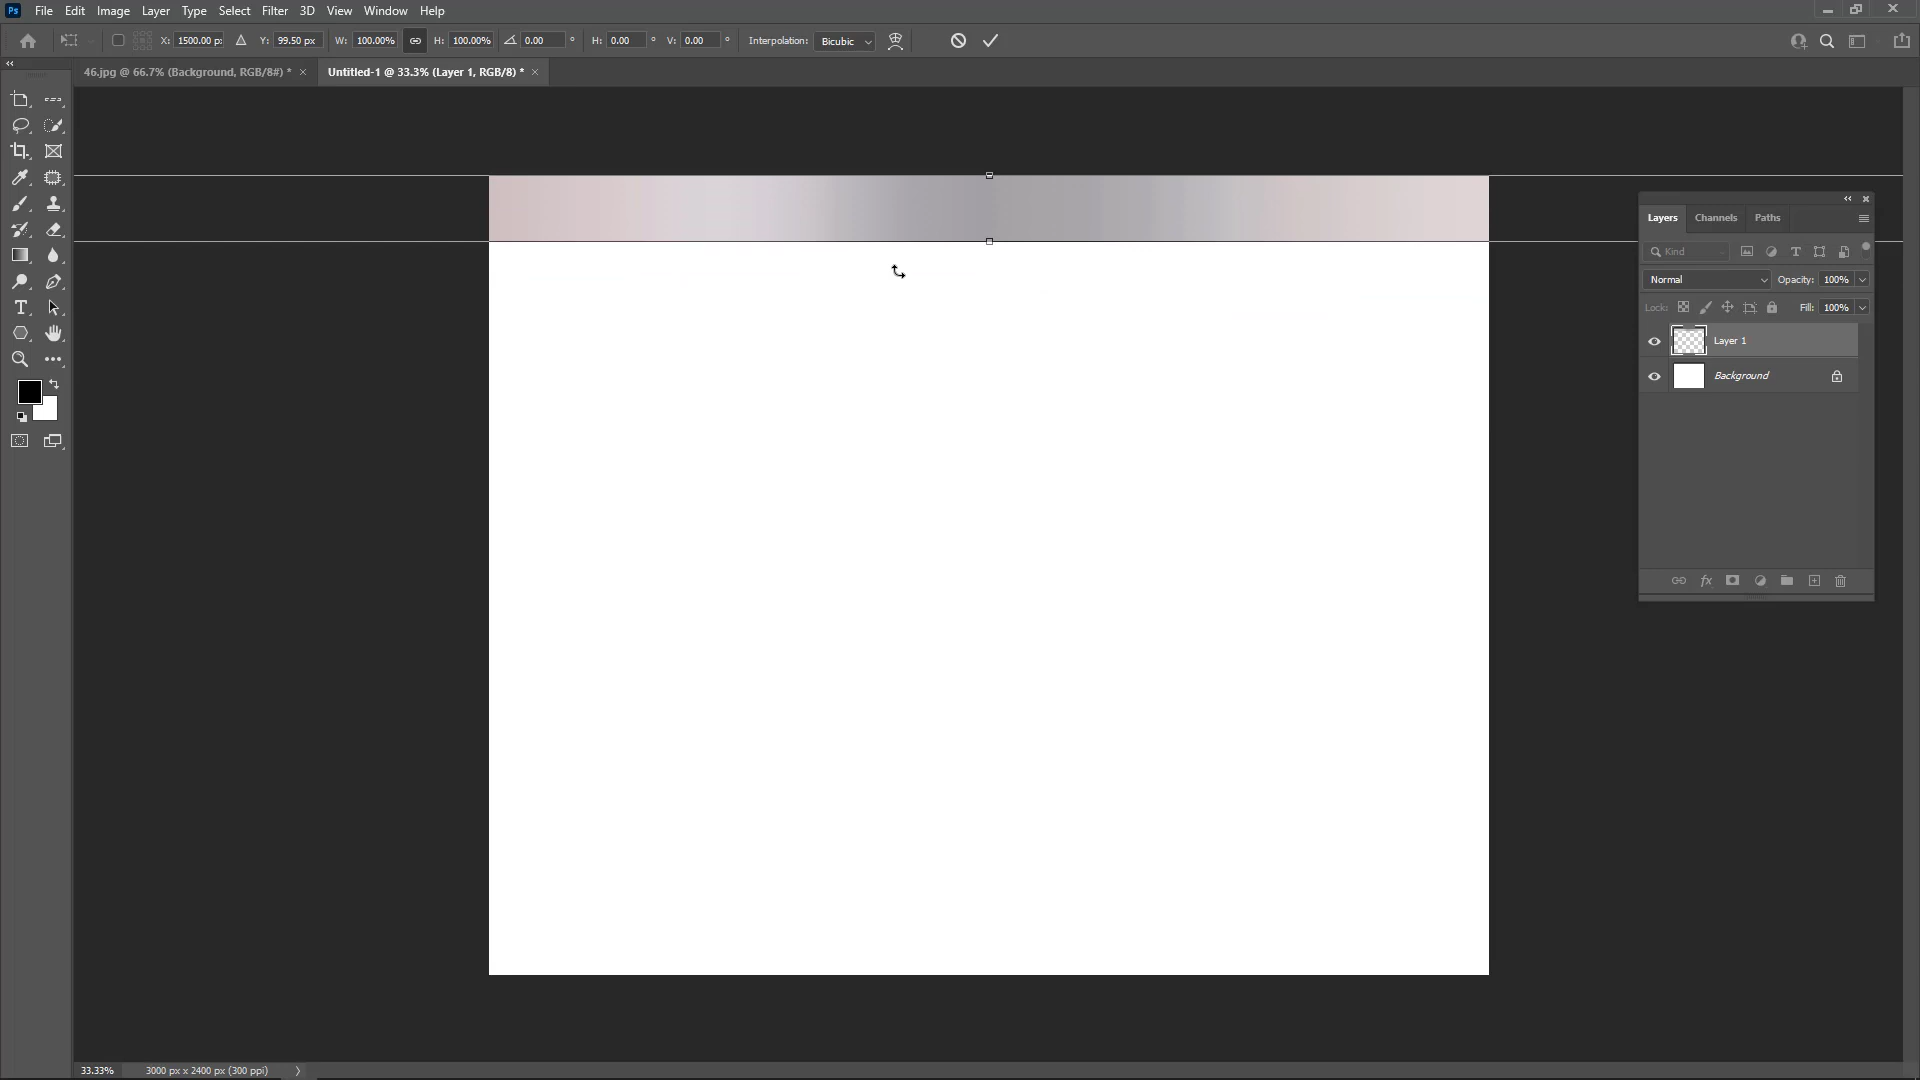 Ps File Edit Image Layer Type Select Filter 3D View Window Help
X: 1500.00 px Y: 99.50 px W: 100.00% H: 100.00% 0.00 ° H: 0.00 ° V: 0.00 ° Interpolation: Bicubic
46.jpg @ 66.7% (Background, RGB/8#) * × Untitled-1 @ 33.3% (Layer 1, RGB/8) * ×
Layers Channels Paths
Kind
Normal Opacity: 100%
Lock: Fill: 100%
Layer 1
Background
fx
33.33% 3000 px x 2400 px (300 ppi)